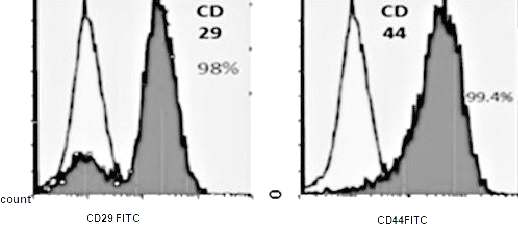 CD
29
98%
count
CD29 FITC
CD
44
99.4%
0
CD44FITC